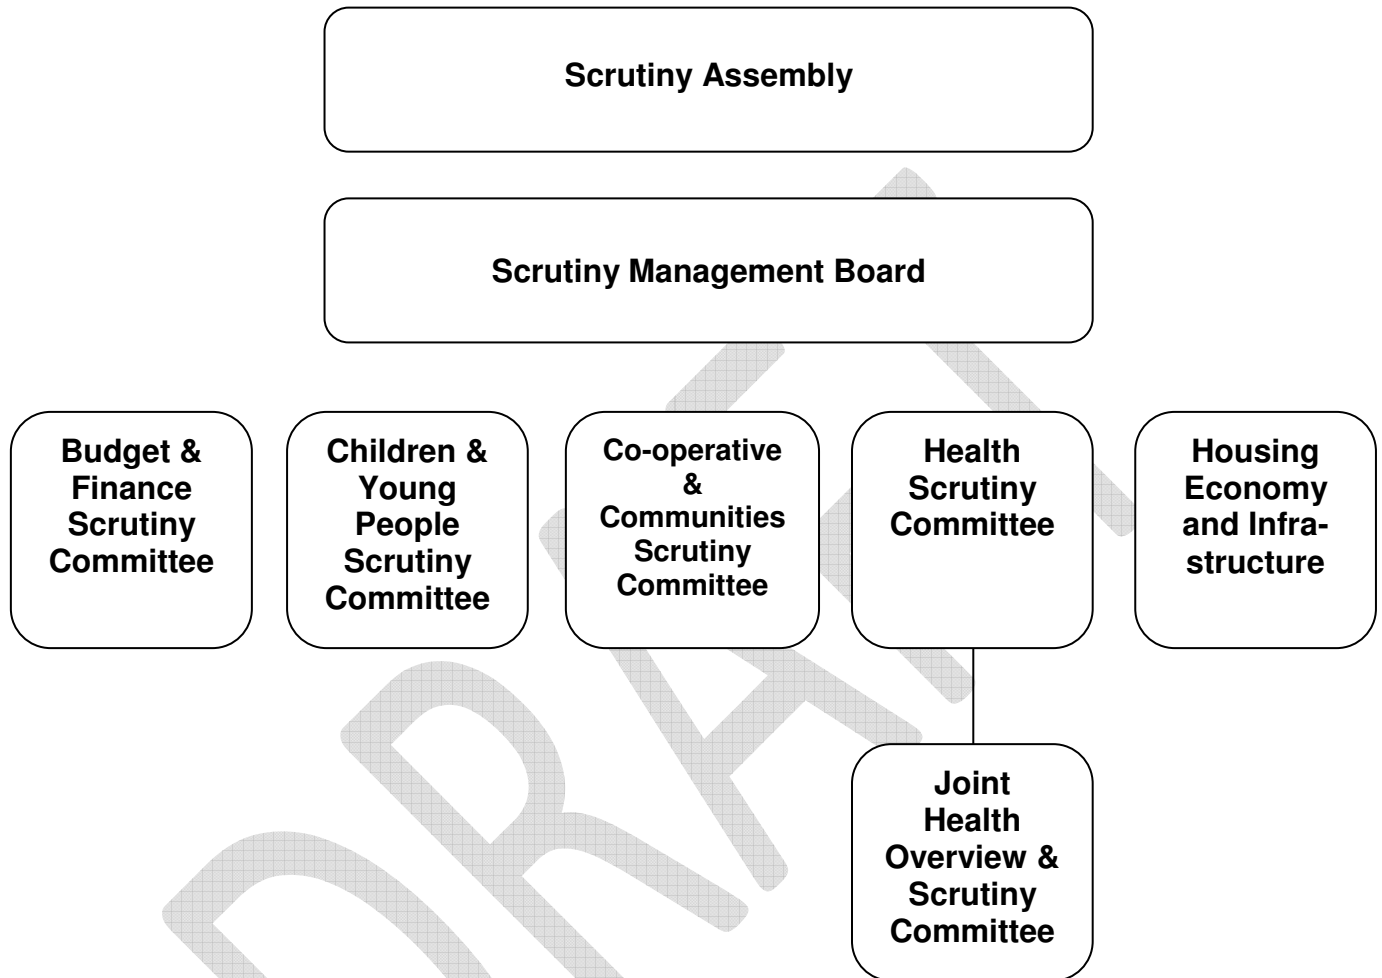 Scrutiny Assembly
Scrutiny Management Board
Budget &
Finance
Scrutiny
Committee
Children &
Young
People
Scrutiny
Committee
Co-operative
&
Communities
Scrutiny
Committee
Health
Scrutiny
Committee
Housing
Economy
and Infra-
structure
Joint
Health
Overview &
Scrutiny
Committee
DRAFT